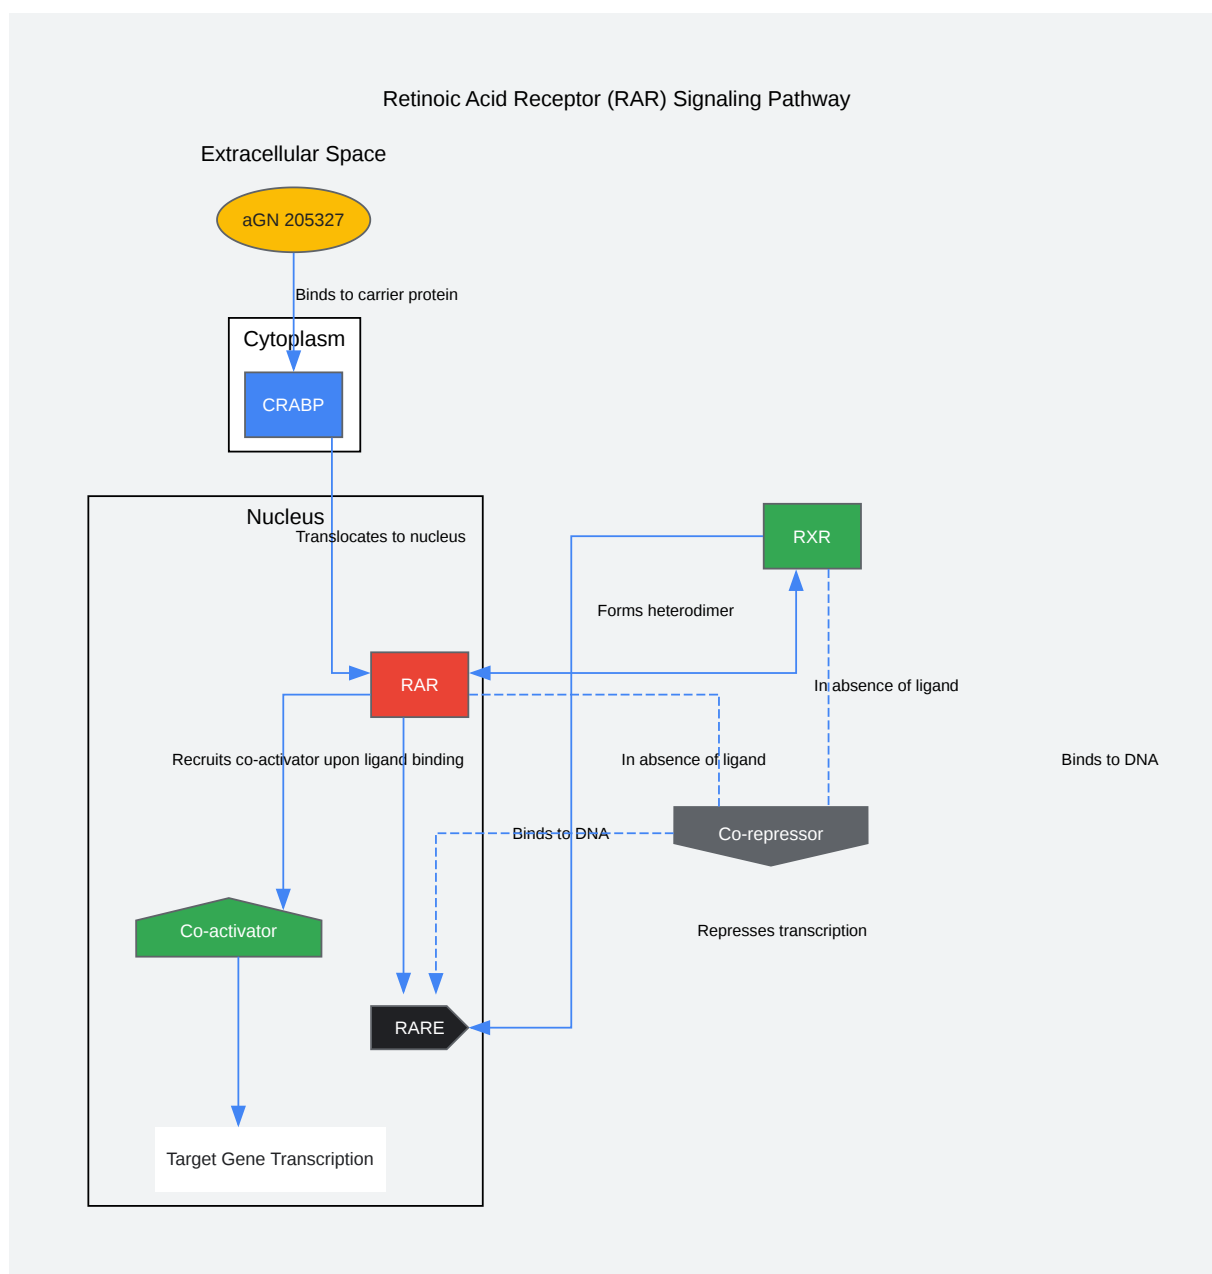 Retinoic Acid Receptor (RAR) Signaling Pathway
Extracellular Space
aGN 205327
Binds to carrier protein
Cytoplasm
CRABP
Nucleus
Translocates to nucleus
RXR
Forms heterodimer
RAR
In absence of ligand
Recruits co-activator upon ligand binding
In absence of ligand
Binds to DNA
Binds to DNA
Co-repressor
Co-activator
Represses transcription
RARE
Target Gene Transcription